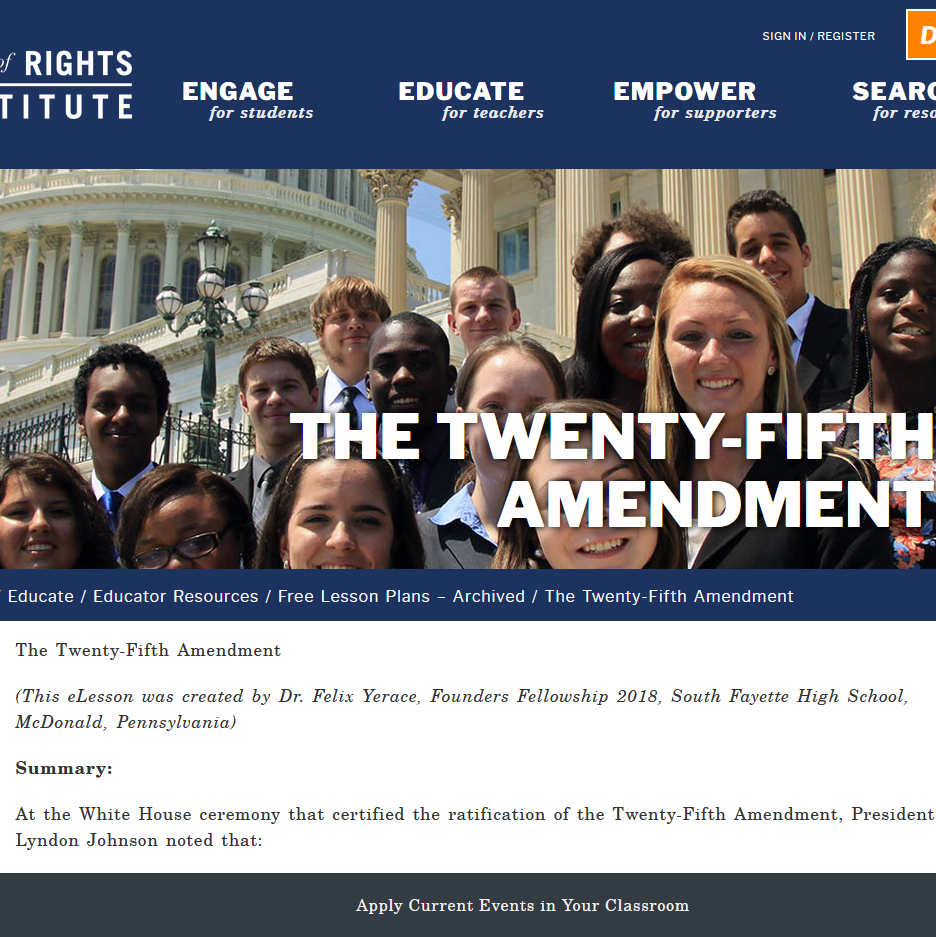 SIGN IN / REGISTER
of RIGHTS
TITUTE
ENGAGE
for students
EDUCATE
for teachers
EMPOWER
for supporters
THE TWENTY-FIFTH
AMENDMENT
/ Educate / Educator Resources / Free Lesson Plans – Archived / The Twenty-Fifth Amendment
The Twenty-Fifth Amendment
(This eLesson was created by Dr. Felix Yerace, Founders Fellowship 2018, South Fayette High School,
McDonald, Pennsylvania)
Summary:
At the White House ceremony that certified the ratification of the Twenty-Fifth Amendment, President
Lyndon Johnson noted that:
Apply Current Events in Your Classroom